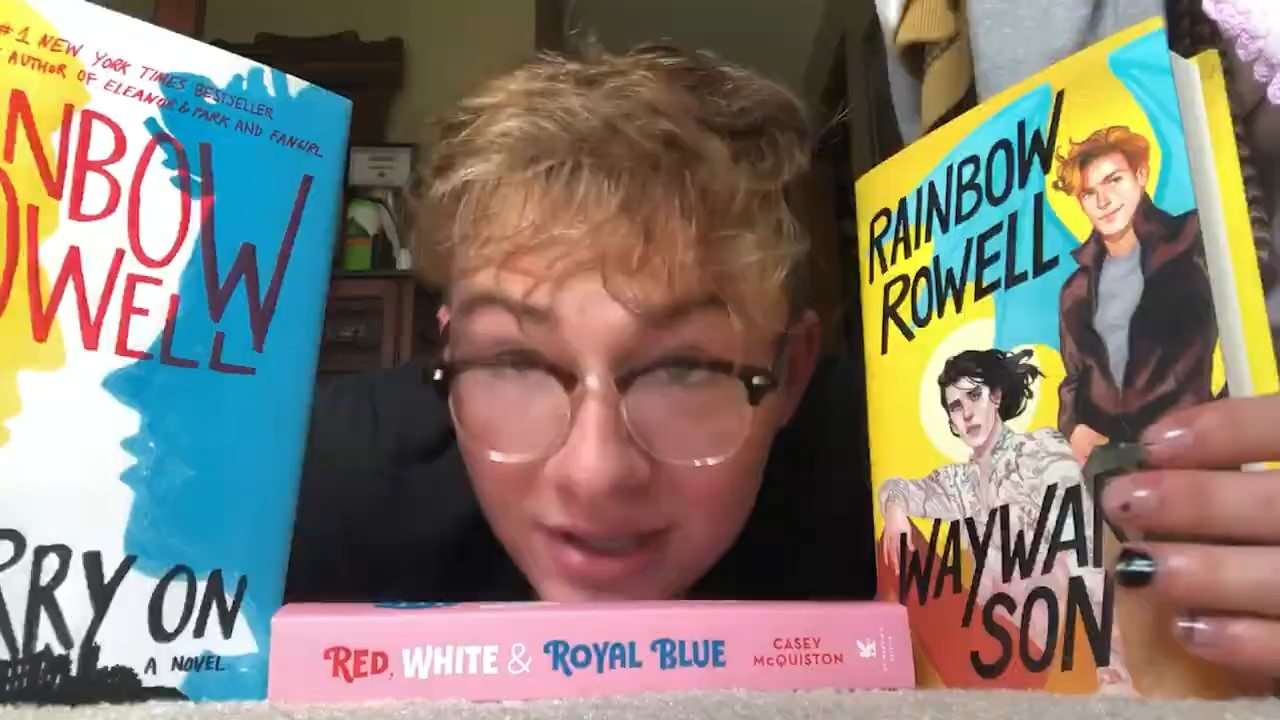 #1 NEW YORK TIMES BESTSELLER
AUTHOR OF ELEANOR & PARK AND FANGIRL
NBOW
OWELL
RRY ON
A NOVEL
RED, WHITE & ROYAL BLUE
CASEY
McQUISTON
RAINBOW
ROWELL
WAYWAR
SON